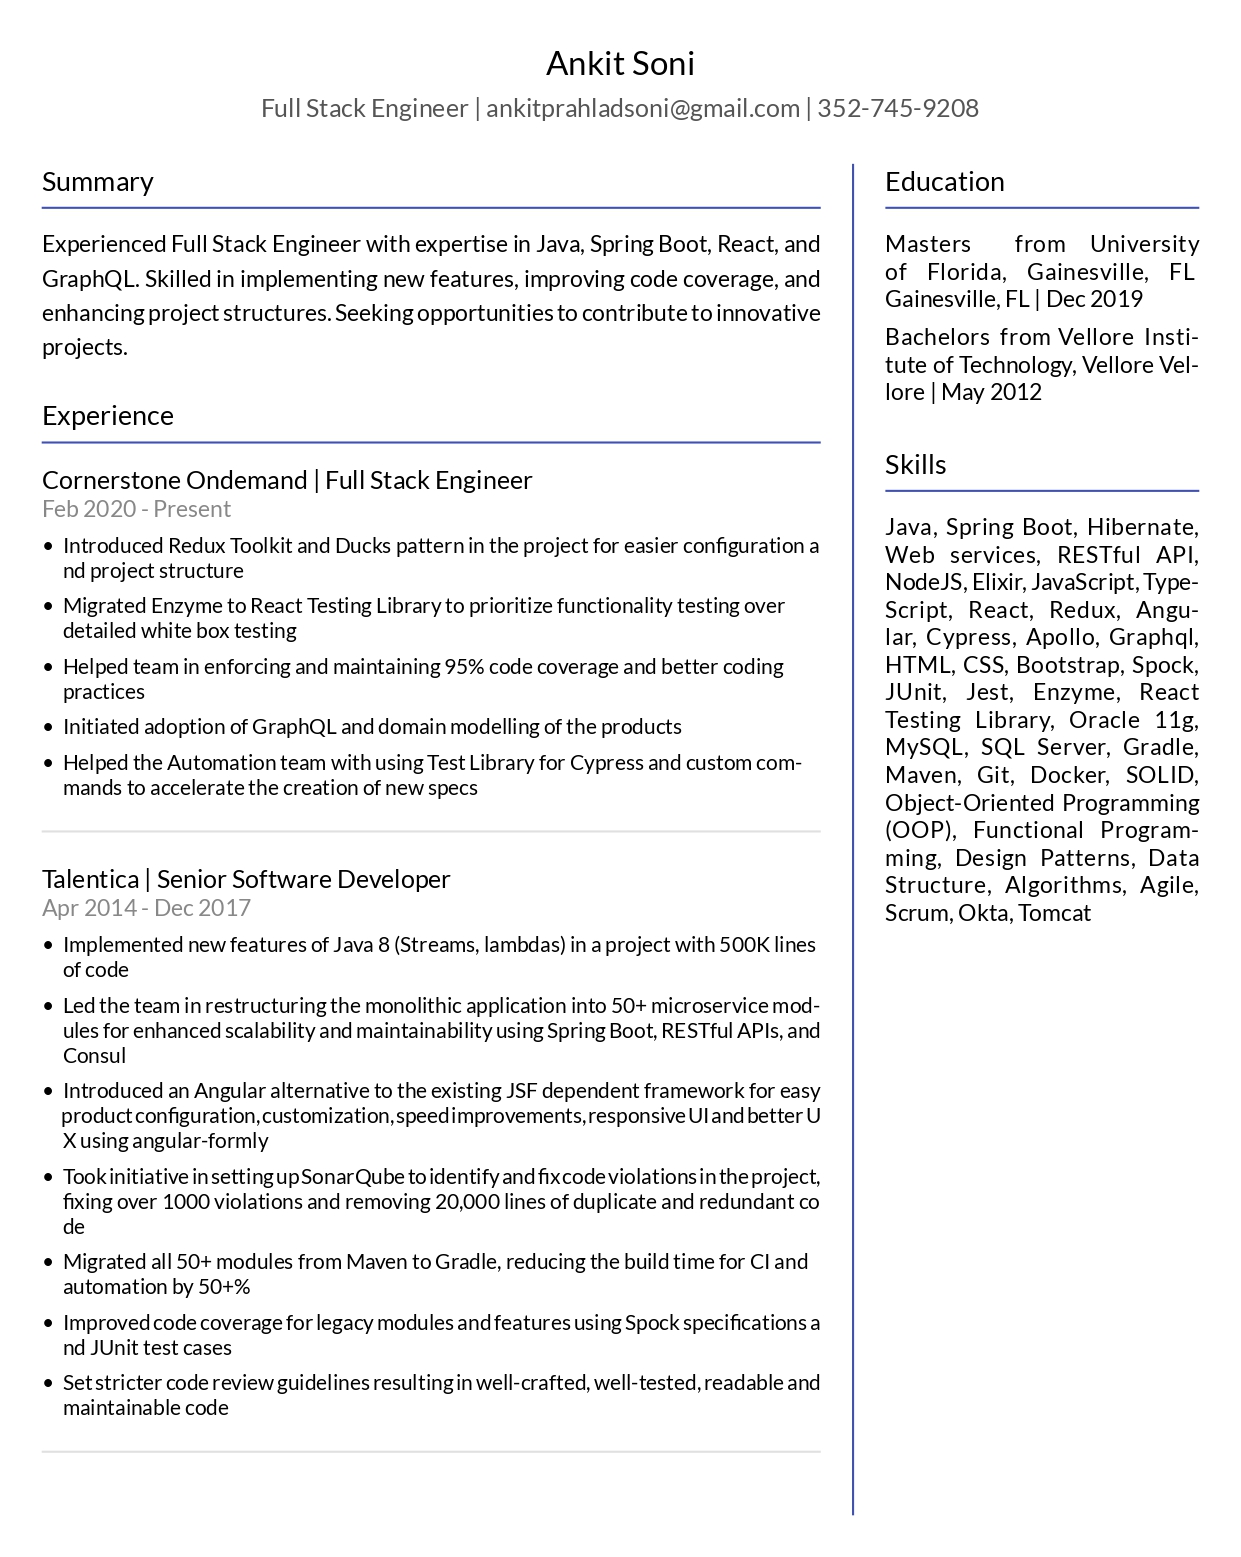 Ankit Soni
Full Stack Engineer | ankitprahladsoni@gmail.com | 352-745-9208
Summary
Experienced Full Stack Engineer with expertise in Java, Spring Boot, React, and
GraphQL. Skilled in implementing new features, improving code coverage, and
enhancing project structures. Seeking opportunities to contribute to innovative
projects.
Experience
Cornerstone Ondemand | Full Stack Engineer
Feb 2020 - Present
• Introduced Redux Toolkit and Ducks pattern in the project for easier configuration a
nd project structure
• Migrated Enzyme to React Testing Library to prioritize functionality testing over
detailed white box testing
• Helped team in enforcing and maintaining 95% code coverage and better coding
practices
• Initiated adoption of GraphQL and domain modelling of the products
• Helped the Automation team with using Test Library for Cypress and custom com-
mands to accelerate the creation of new specs
Talentica | Senior Software Developer
Apr 2014 - Dec 2017
• Implemented new features of Java 8 (Streams, lambdas) in a project with 500K lines
of code
• Led the team in restructuring the monolithic application into 50+ microservice mod-
ules for enhanced scalability and maintainability using Spring Boot, RESTful APIs, and
Consul
• Introduced an Angular alternative to the existing JSF dependent framework for easy
product configuration, customization, speed improvements, responsive UI and better U
X using angular-formly
• Took initiative in setting up SonarQube to identify and fix code violations in the project,
fixing over 1000 violations and removing 20,000 lines of duplicate and redundant co
de
• Migrated all 50+ modules from Maven to Gradle, reducing the build time for CI and
automation by 50+%
• Improved code coverage for legacy modules and features using Spock specifications a
nd JUnit test cases
• Set stricter code review guidelines resulting in well-crafted, well-tested, readable and
maintainable code
Education
Masters from University
of Florida, Gainesville, FL
Gainesville, FL | Dec 2019
Bachelors from Vellore Insti-
tute of Technology, Vellore Vel-
lore | May 2012
Skills
Java, Spring Boot, Hibernate,
Web services, RESTful API,
NodeJS, Elixir, JavaScript, Type-
Script, React, Redux, Angu-
lar, Cypress, Apollo, Graphql,
HTML, CSS, Bootstrap, Spock,
JUnit, Jest, Enzyme, React
Testing Library, Oracle 11g,
MySQL, SQL Server, Gradle,
Maven, Git, Docker, SOLID,
Object-Oriented Programming
(OOP), Functional Program-
ming, Design Patterns, Data
Structure, Algorithms, Agile,
Scrum, Okta, Tomcat